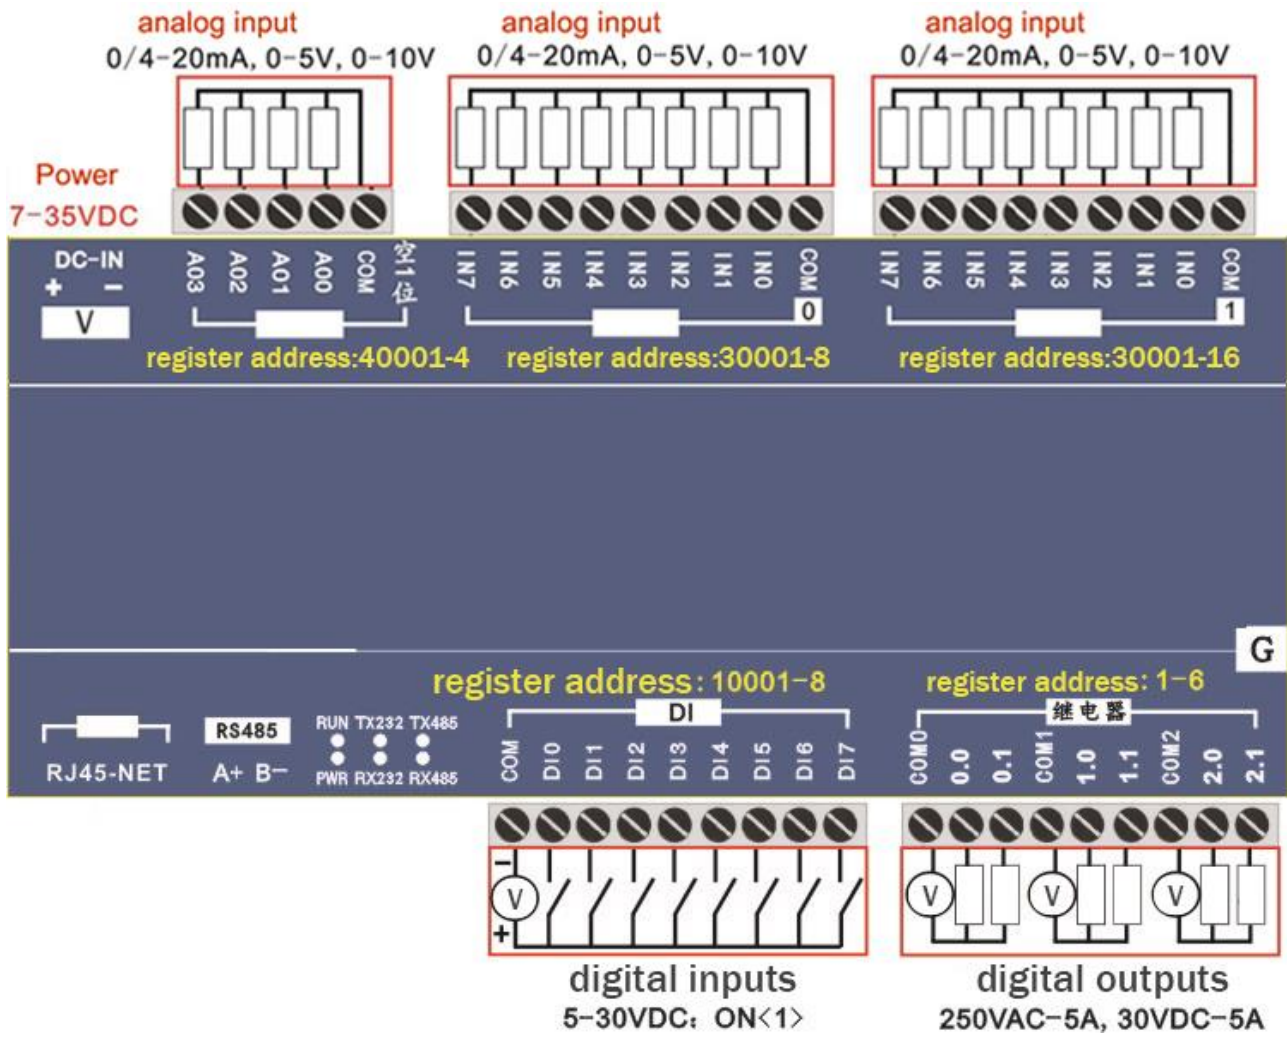 analog input
0/4-20mA, 0-5V, 0-10V
analog input
0/4-20mA, 0-5V, 0-10V
analog input
0/4-20mA, 0-5V, 0-10V
Power
7-35VDC
DC-IN
+ -
V
A03 A02 A01 A00 COM 空1位
register address:40001-4
IN7 IN6 IN5 IN4 IN3 IN2 IN1 IN0 COM
0
register address:30001-8
IN7 IN6 IN5 IN4 IN3 IN2 IN1 IN0 COM
1
register address:30001-16
G
RJ45-NET
RS485
A+ B-
RUN TX232 TX485
PWR RX232 RX485
register address: 10001-8
DI
COM DI0 DI1 DI2 DI3 DI4 DI5 DI6 DI7
register address: 1-6
继电器
COM0 0.0 0.1 COM1 1.0 1.1 COM2 2.0 2.1
-
V
+
V V V
digital inputs
5-30VDC: ON<1>
digital outputs
250VAC-5A, 30VDC-5A